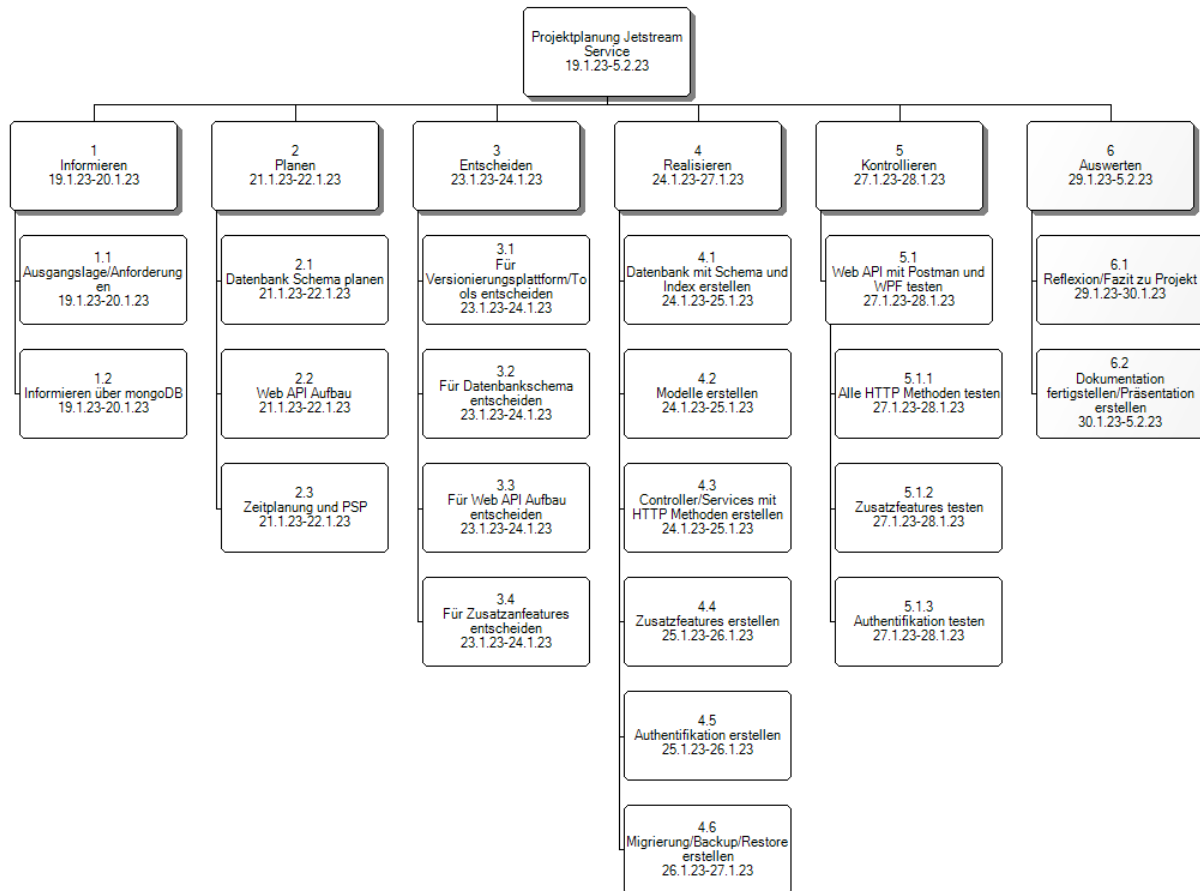 Projektplanung Jetstream
Service
19.1.23-5.2.23
1
Informieren
19.1.23-20.1.23
2
Planen
21.1.23-22.1.23
3
Entscheiden
23.1.23-24.1.23
4
Realisieren
24.1.23-27.1.23
5
Kontrollieren
27.1.23-28.1.23
6
Auswerten
29.1.23-5.2.23
1.1
Ausgangslage/Anforderung
en
19.1.23-20.1.23
1.2
Informieren über mongoDB
19.1.23-20.1.23
2.1
Datenbank Schema planen
21.1.23-22.1.23
2.2
Web API Aufbau
21.1.23-22.1.23
2.3
Zeitplanung und PSP
21.1.23-22.1.23
3.1
Für
Versionierungsplattform/To
ols entscheiden
23.1.23-24.1.23
3.2
Für Datenbankschema
entscheiden
23.1.23-24.1.23
3.3
Für Web API Aufbau
entscheiden
23.1.23-24.1.23
3.4
Für Zusatzanfeatures
entscheiden
23.1.23-24.1.23
4.1
Datenbank mit Schema und
Index erstellen
24.1.23-25.1.23
4.2
Modelle erstellen
24.1.23-25.1.23
4.3
Controller/Services mit
HTTP Methoden erstellen
24.1.23-25.1.23
4.4
Zusatzfeatures erstellen
25.1.23-26.1.23
4.5
Authentifikation erstellen
25.1.23-26.1.23
4.6
Migrierung/Backup/Restore
erstellen
26.1.23-27.1.23
5.1
Web API mit Postman und
WPF testen
27.1.23-28.1.23
5.1.1
Alle HTTP Methoden testen
27.1.23-28.1.23
5.1.2
Zusatzfeatures testen
27.1.23-28.1.23
5.1.3
Authentifikation testen
27.1.23-28.1.23
6.1
Reflexion/Fazit zu Projekt
29.1.23-30.1.23
6.2
Dokumentation
fertigstellen/Präsentation
erstellen
30.1.23-5.2.23